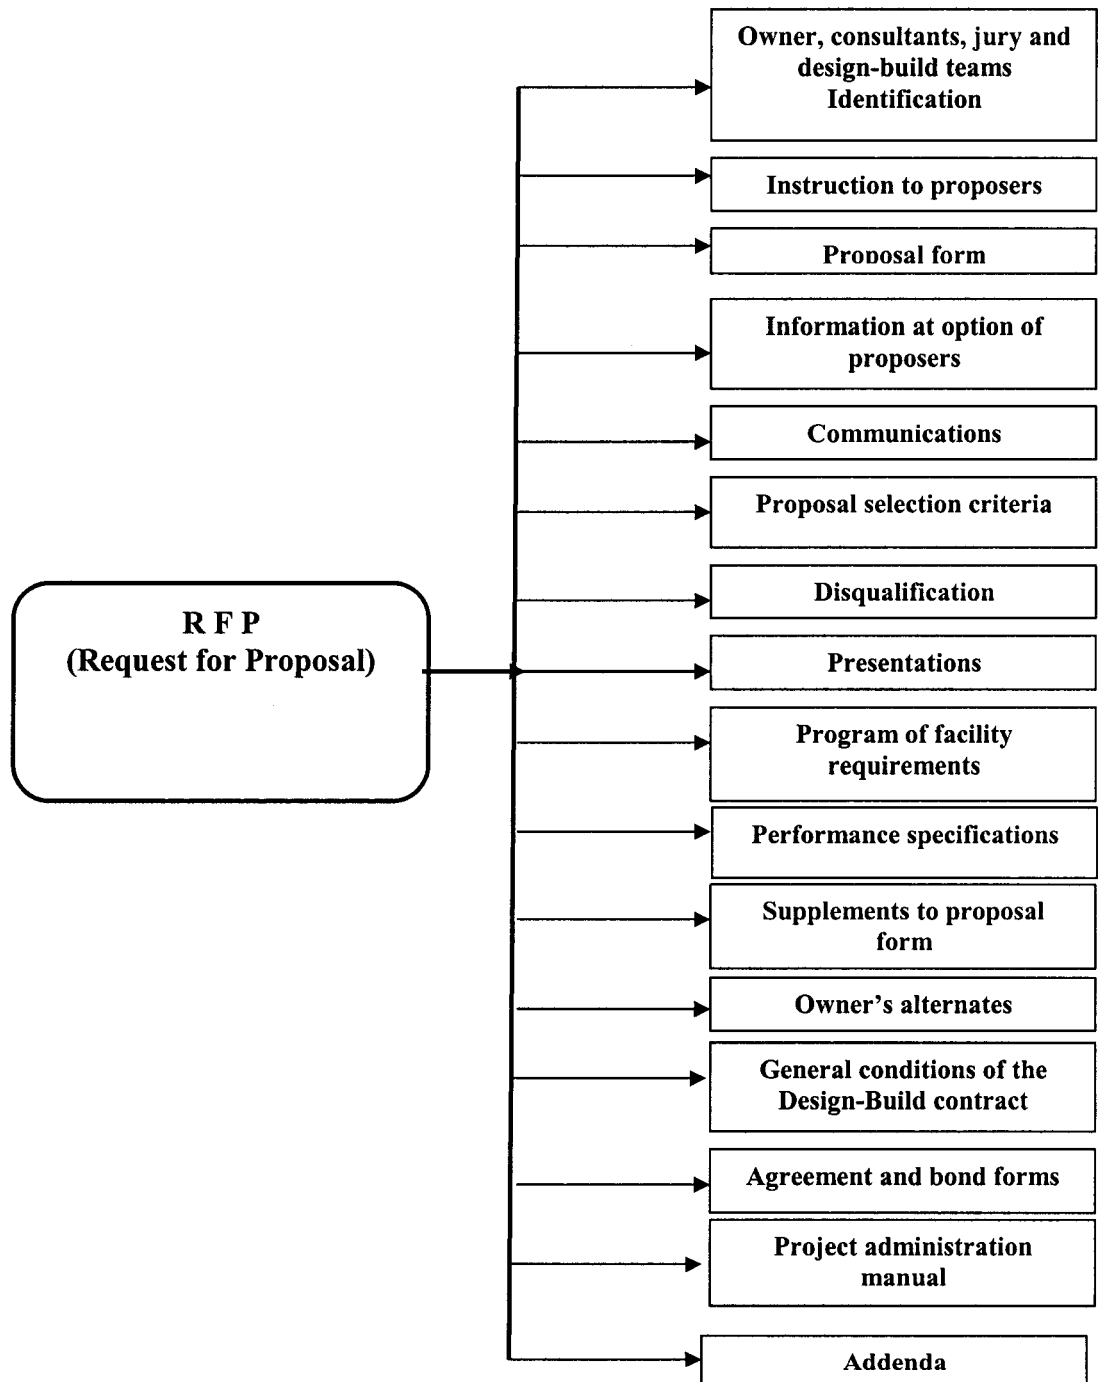 Owner, consultants, jury and
design-build teams
Identification
Instruction to proposers
Proposal form
Information at option of
proposers
Communications
Proposal selection criteria
Disqualification
R F P
(Request for Proposal)
Presentations
Program of facility
requirements
Performance specifications
Supplements to proposal
form
Owner's alternates
General conditions of the
Design-Build contract
Agreement and bond forms
Project administration
manual
Addenda